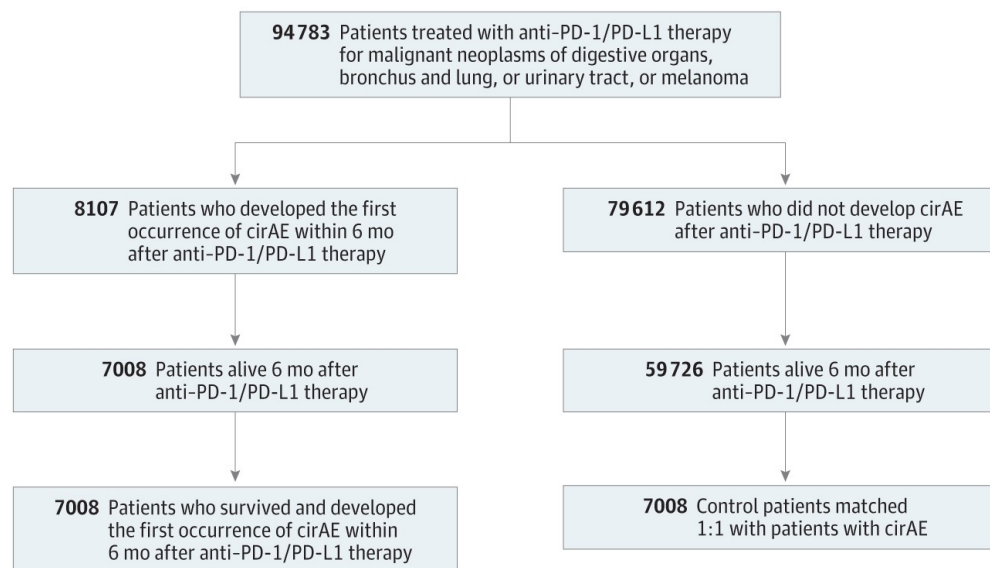 94783 Patients treated with anti–PD-1/PD-L1 therapy
for malignant neoplasms of digestive organs,
bronchus and lung, or urinary tract, or melanoma
8107 Patients who developed the first
occurrence of cirAE within 6 mo
after anti–PD-1/PD-L1 therapy
79612 Patients who did not develop cirAE
after anti–PD-1/PD-L1 therapy
7008 Patients alive 6 mo after
anti–PD-1/PD-L1 therapy
59726 Patients alive 6 mo after
anti–PD-1/PD-L1 therapy
7008 Patients who survived and developed
the first occurrence of cirAE within
6 mo after anti–PD-1/PD-L1 therapy
7008 Control patients matched
1:1 with patients with cirAE